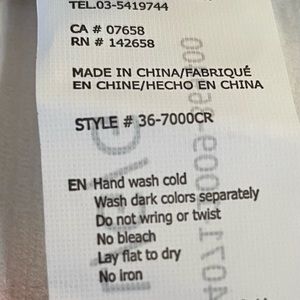 TEL.03-5419744
CA # 07658
RN # 142658
MADE IN CHINA/FABRIQUÉ
EN CHINE/HECHO EN CHINA
STYLE # 36-7000CR
EN Hand wash cold
Wash dark colors separately
Do not wring or twist
No bleach
Lay flat to dry
No iron